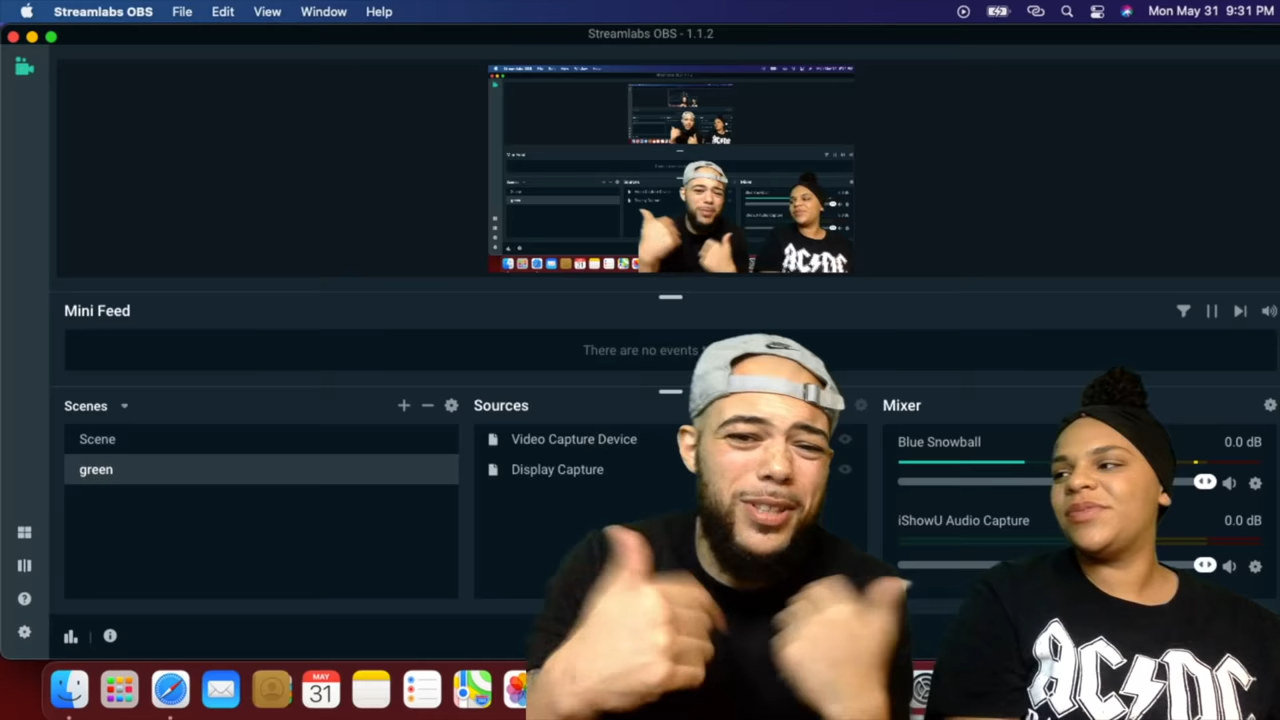 Streamlabs OBS File Edit View Window Help Mon May 31 9:31 PM
Streamlabs OBS - 1.1.2
Mini Feed
There are no events
Scenes
Sources
Mixer
Scene
Video Capture Device
Blue Snowball 0.0 dB
green
Display Capture
iShowU Audio Capture 0.0 dB
MAY
31
AC DC